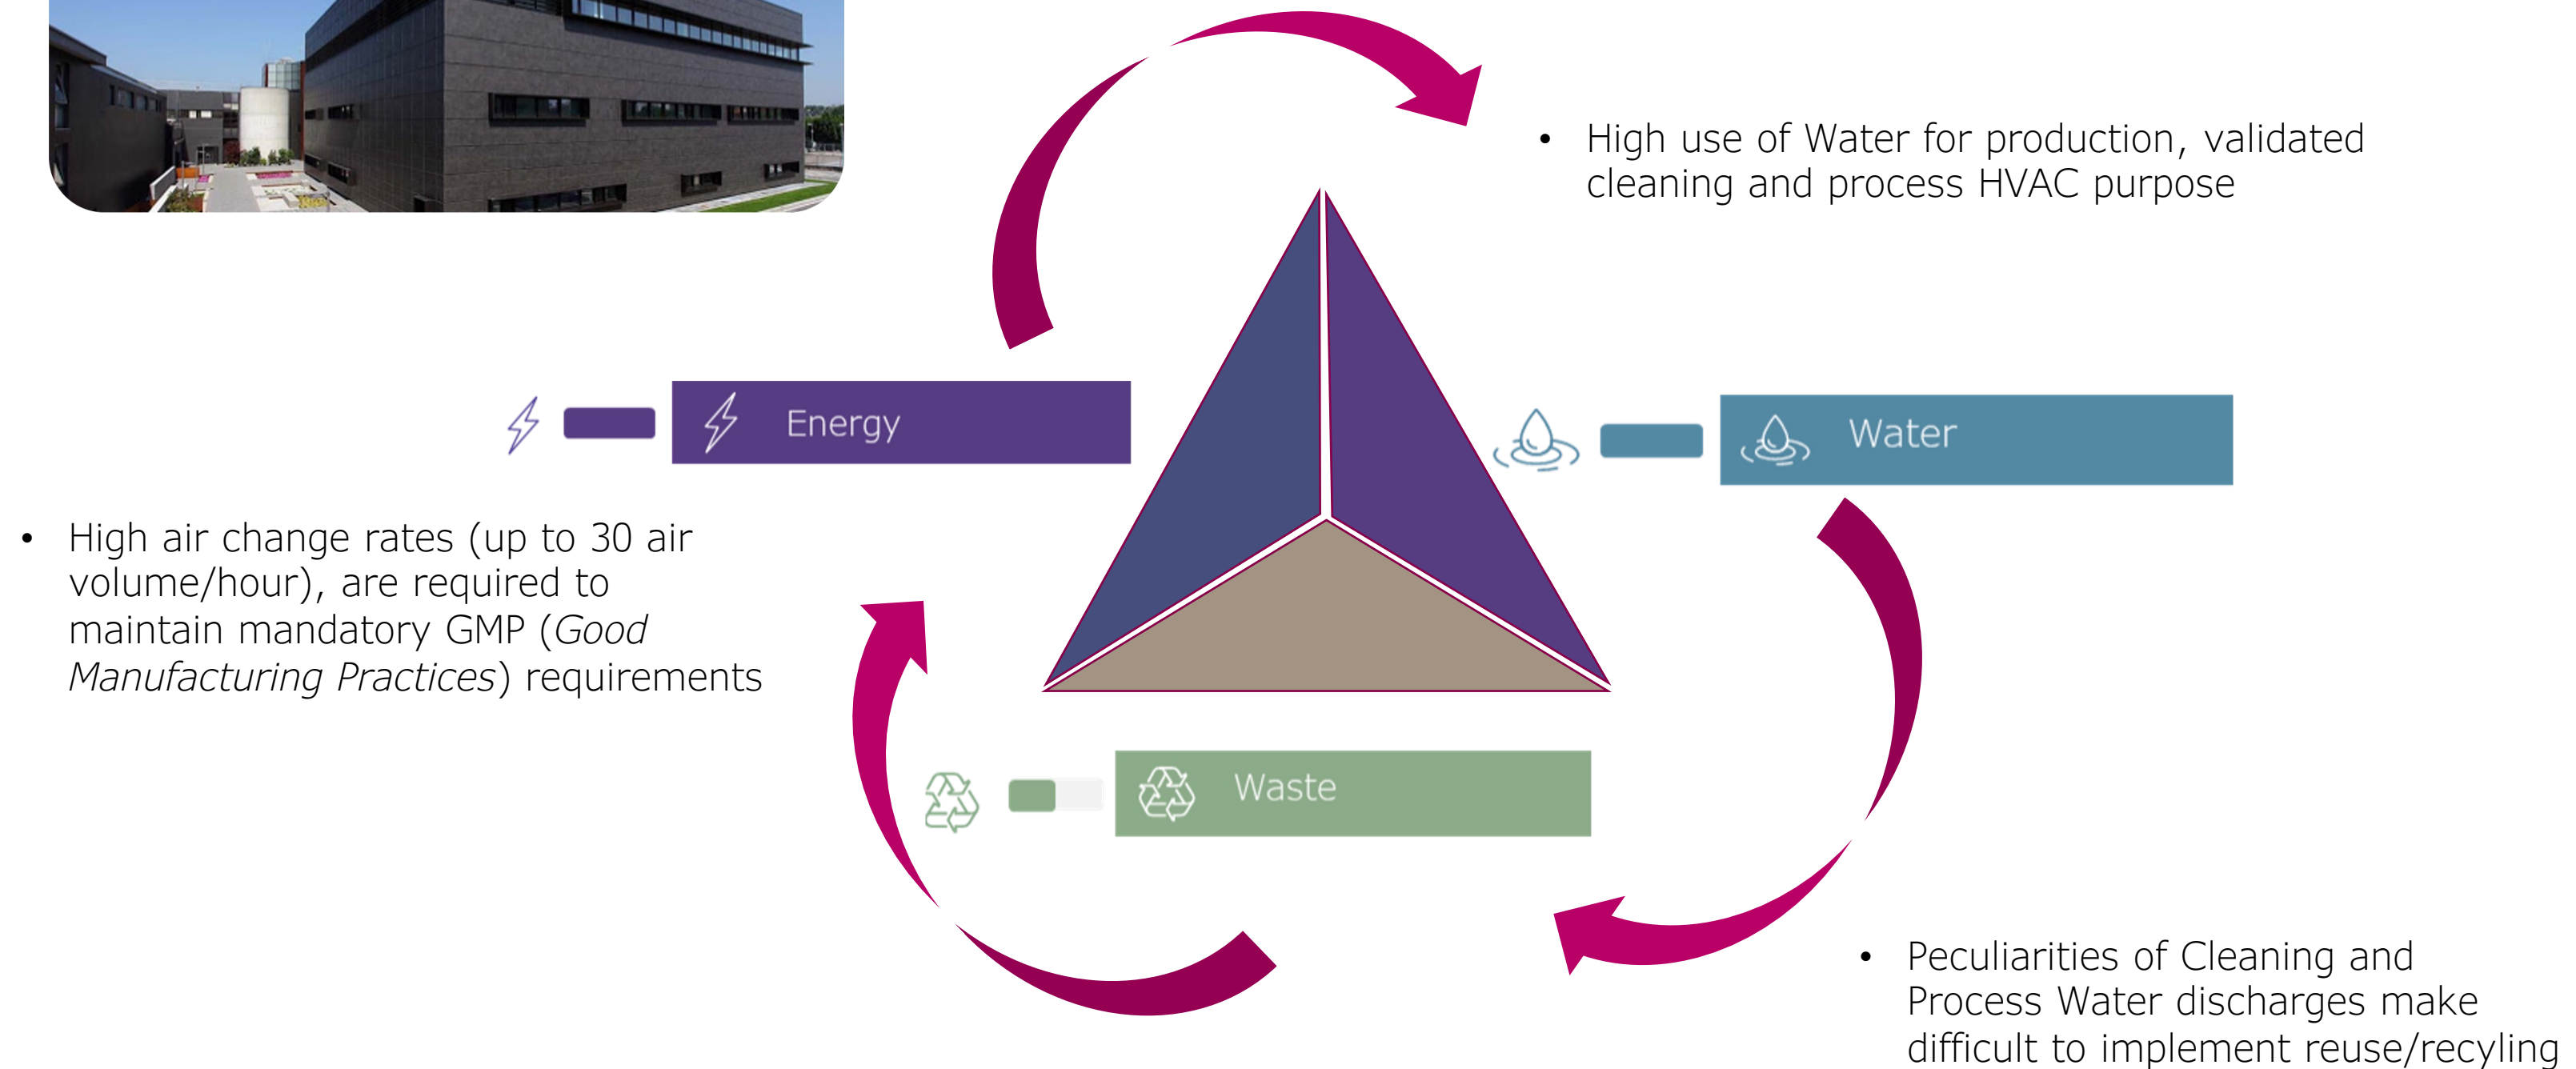 • High use of Water for production, validated
cleaning and process HVAC purpose
Energy
Water
• High air change rates (up to 30 air
volume/hour), are required to
maintain mandatory GMP (Good
Manufacturing Practices) requirements
Waste
• Peculiarities of Cleaning and
Process Water discharges make
difficult to implement reuse/recyling